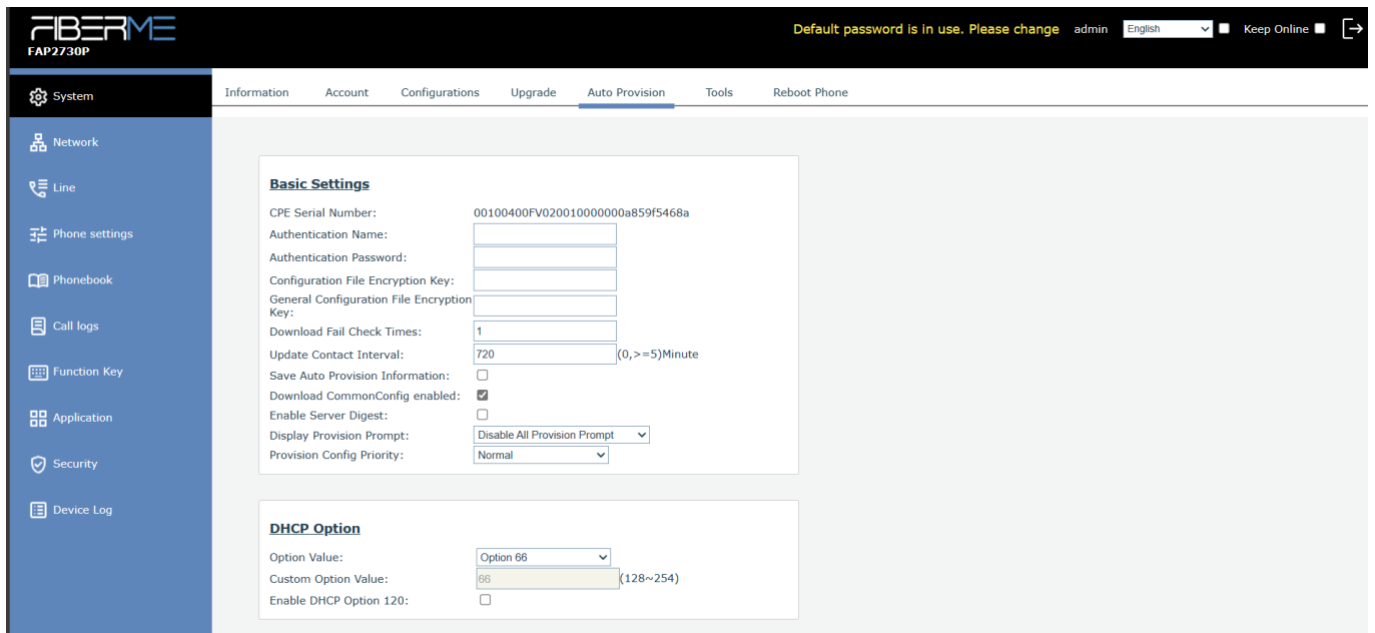 FIBERME
FAP2730P
Default password is in use. Please change admin English Keep Online
System
Network
Line
Phone settings
Phonebook
Call logs
Function Key
Application
Security
Device Log
Information Account Configurations Upgrade Auto Provision Tools Reboot Phone
Basic Settings
CPE Serial Number: 00100400FV020010000000a859f5468a
Authentication Name:
Authentication Password:
Configuration File Encryption Key:
General Configuration File Encryption
Key:
Download Fail Check Times: 1
Update Contact Interval: 720 (0,>=5)Minute
Save Auto Provision Information:
Download CommonConfig enabled:
Enable Server Digest:
Display Provision Prompt: Disable All Provision Prompt
Provision Config Priority: Normal
DHCP Option
Option Value: Option 66
Custom Option Value: 66 (128~254)
Enable DHCP Option 120: